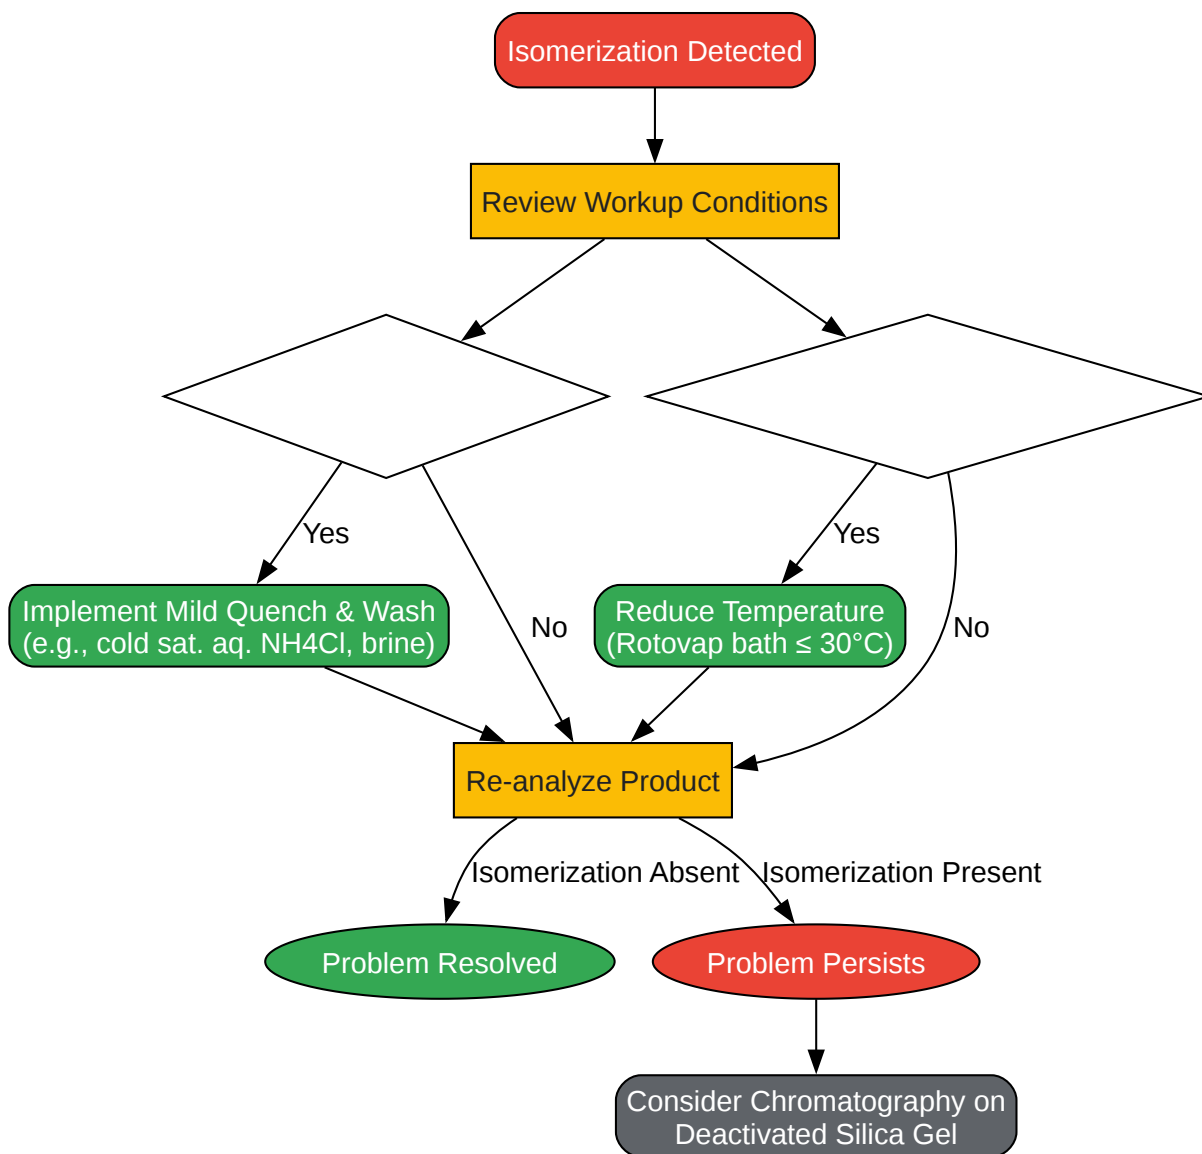 Isomerization Detected
Review Workup Conditions
Yes
Yes
Implement Mild Quench & Wash
(e.g., cold sat. aq. NH4Cl, brine)
No
Reduce Temperature
(Rotovap bath ≤ 30°C)
No
Re-analyze Product
Isomerization Absent
Isomerization Present
Problem Resolved
Problem Persists
Consider Chromatography on
Deactivated Silica Gel